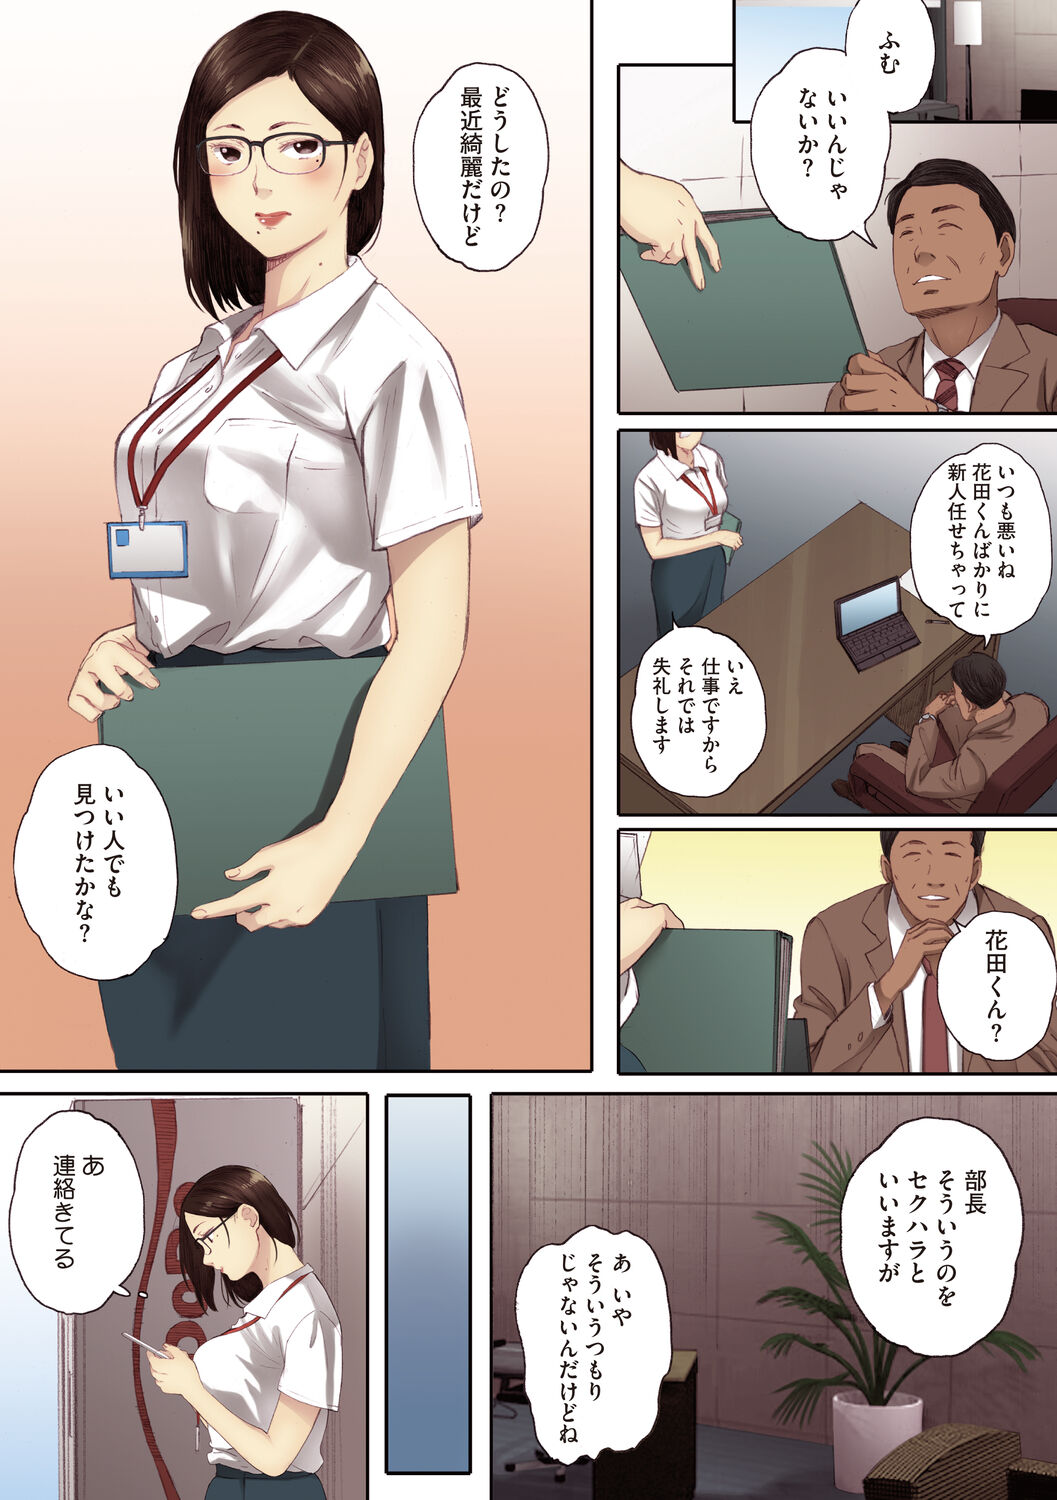 ふむ
いいんじゃ
ないか？
いつも悪いね
花田くんばかりに
新人任せちゃって
いえ
仕事ですから
それでは
失礼します
花田くん？
どうしたの？
最近綺麗だけど
いい人でも
見つけたかな？
部長
そういうのを
セクハラと
いいますが
あ いや
そういうつもり
じゃないんだけどね
あ
連絡きてる